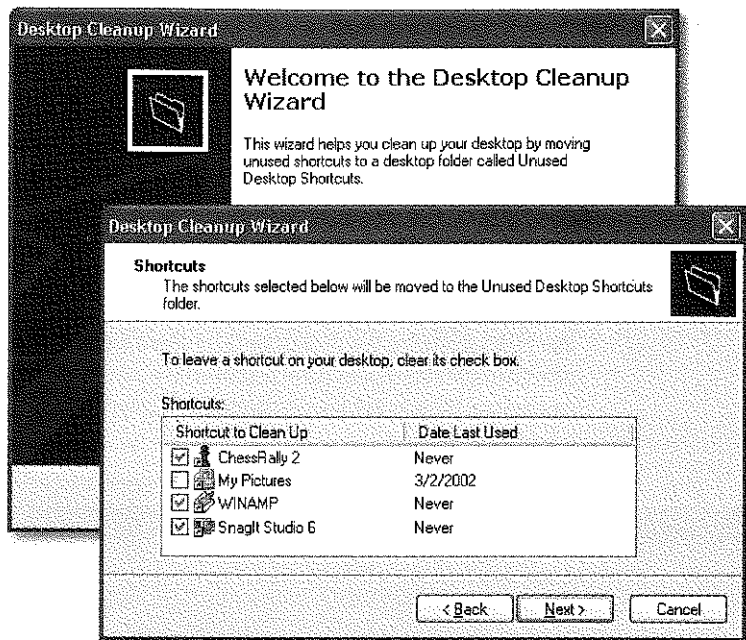 Desktop Cleanup Wizard
Welcome to the Desktop Cleanup
Wizard
This wizard helps you clean up your desktop by moving
unused shortcuts to a desktop folder called Unused
Desktop Shortcuts.
Desktop Cleanup Wizard
Shortcuts
The shortcuts selected below will be moved to the Unused Desktop Shortcuts
folder.
To leave a shortcut on your desktop, clear its check box.
Shortcuts:
Shortcut to Clean Up Date Last Used
ChessRally 2 Never
My Pictures 3/2/2002
WINAMP Never
SnagIt Studio 6 Never
< Back Next > Cancel